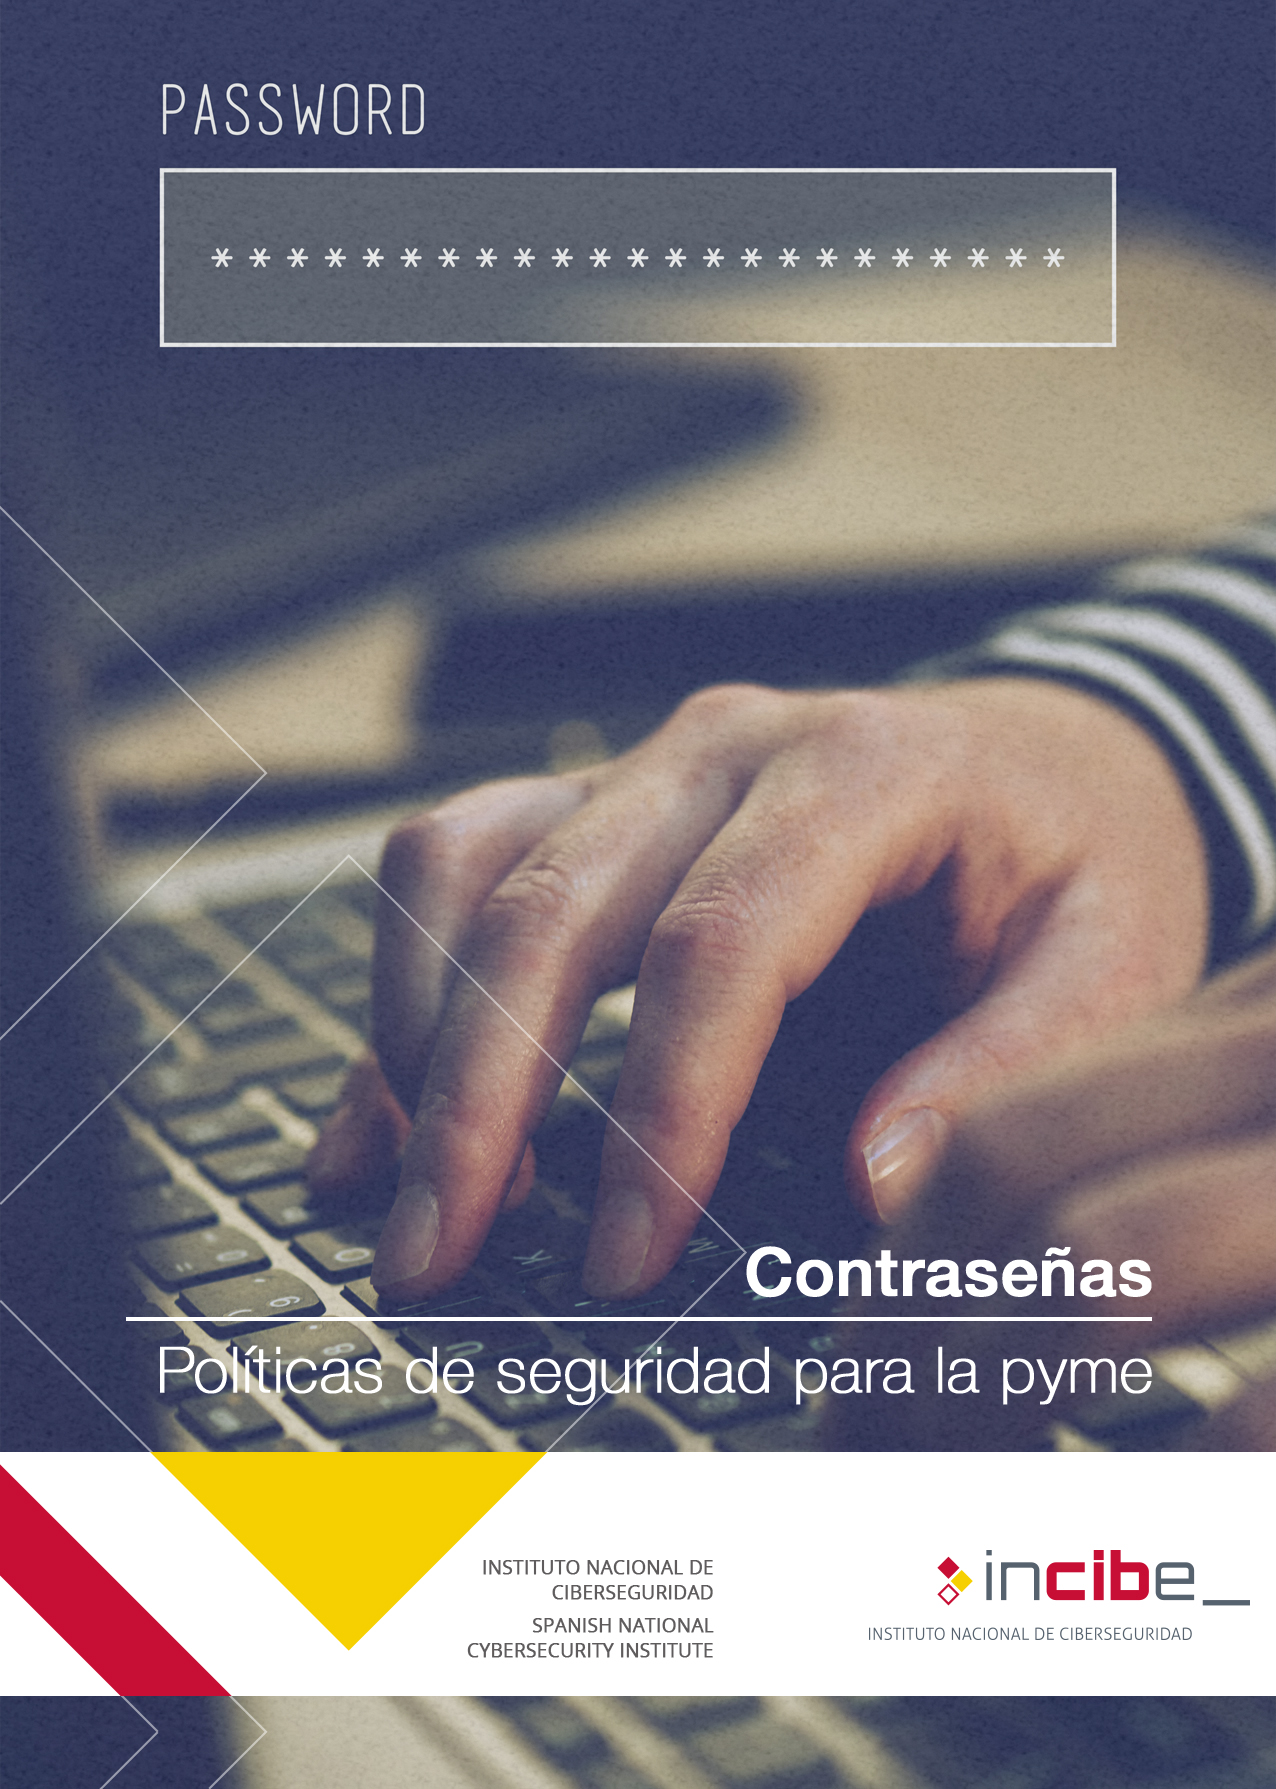 PASSWORD
* * * * * * * * * * * * * * * * * * * * * * *
Contraseñas
Políticas de seguridad para la pyme
INSTITUTO NACIONAL DE
CIBERSEGURIDAD
SPANISH NATIONAL
CYBERSECURITY INSTITUTE
incibe_
INSTITUTO NACIONAL DE CIBERSEGURIDAD